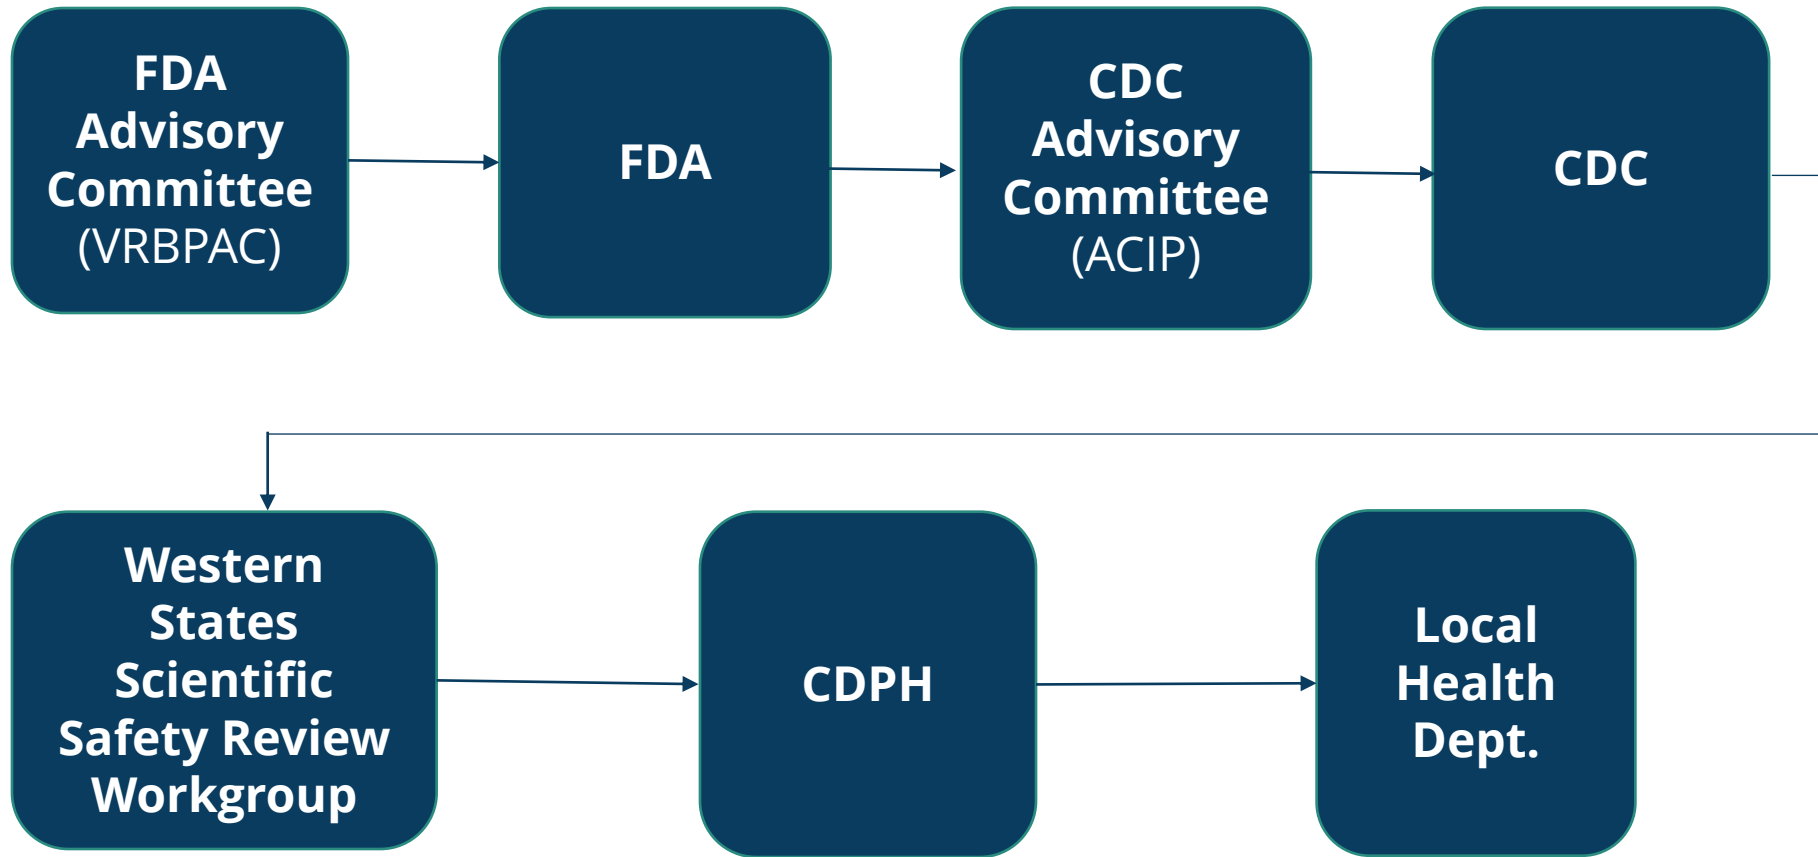 FDA
Advisory
Committee
(VRBPAC)
FDA
CDC
Advisory
Committee
(ACIP)
CDC
Western
States
Scientific
Safety Review
Workgroup
CDPH
Local
Health
Dept.